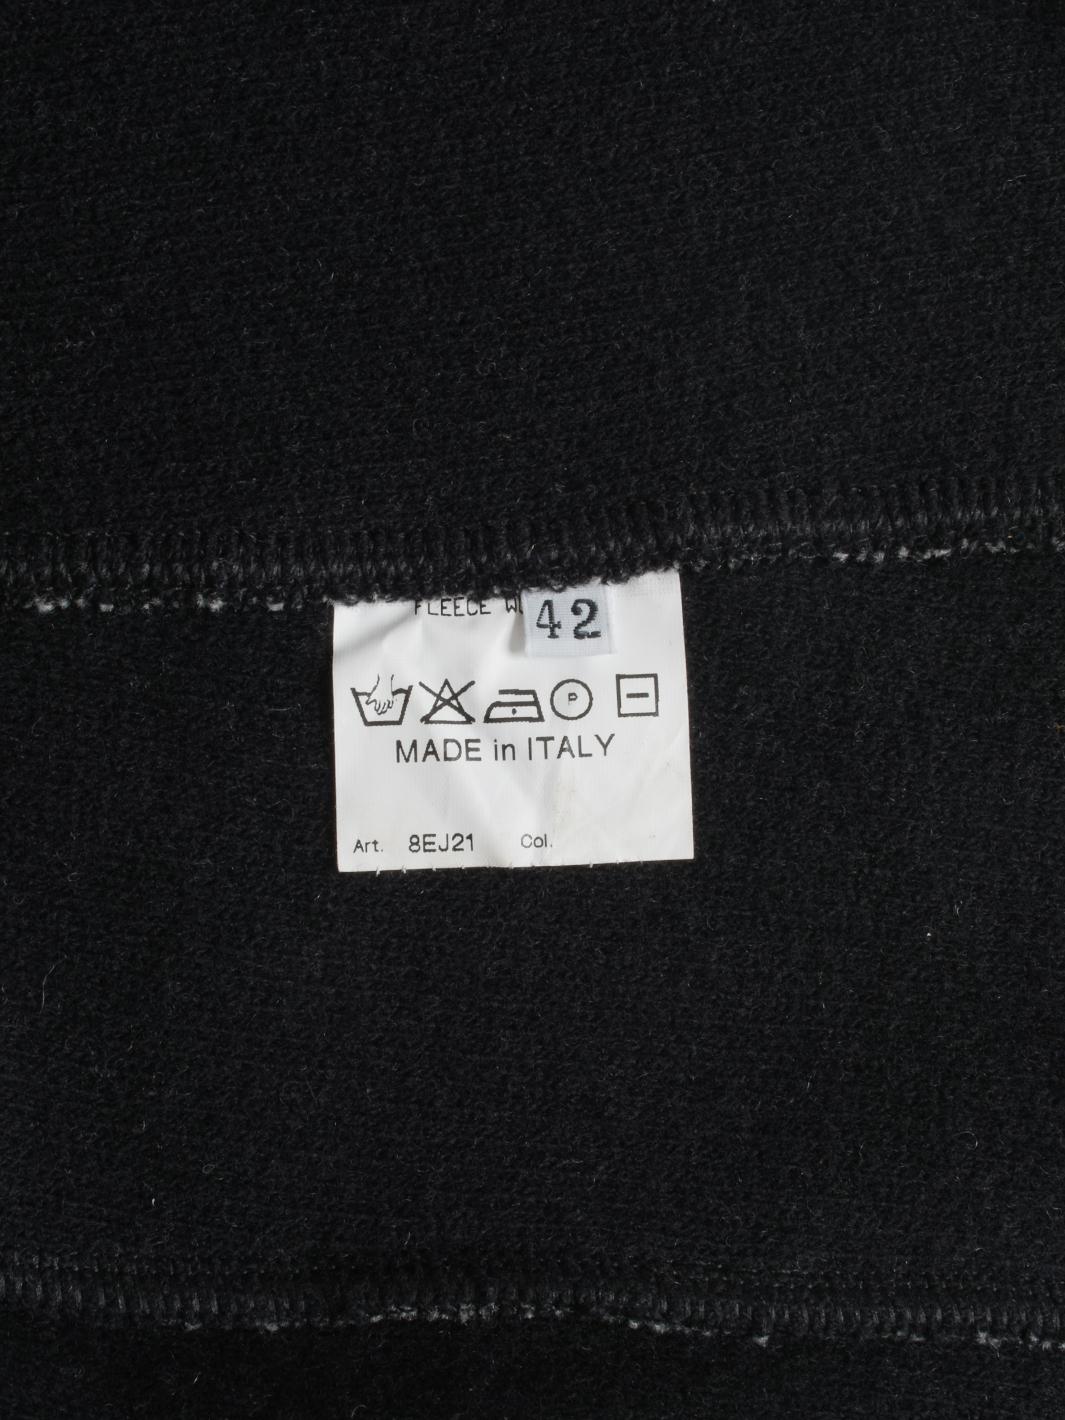 FLEECE
42
P
MADE in ITALY
Art. 8EJ21 Col.